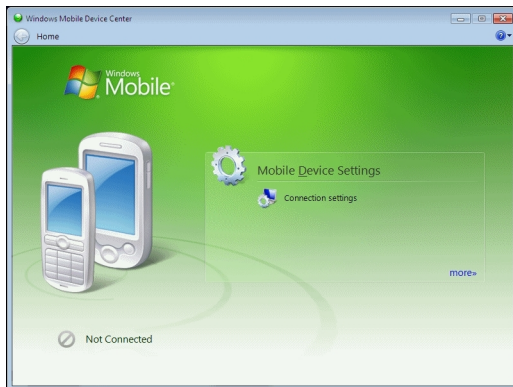 Windows Mobile Device Center
Home
Windows
Mobile®
Mobile Device Settings
Connection settings
more»
Not Connected